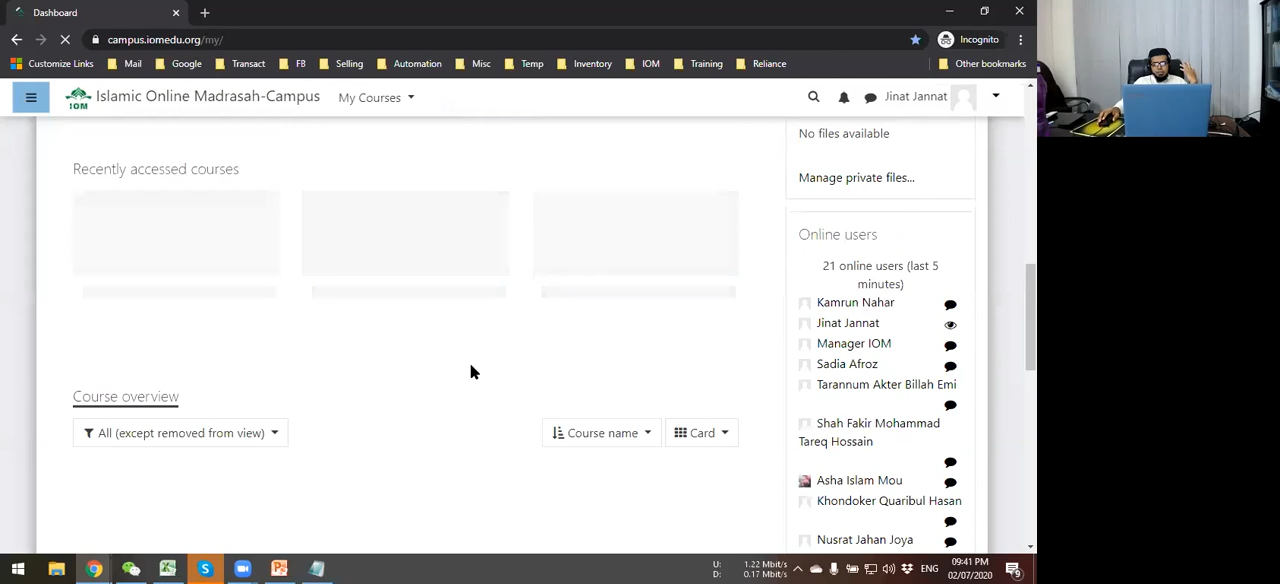 Dashboard
campus.iomedu.org/my/
Incognito
Customize Links
Mail
Google
Transact
FB
Selling
Automation
Misc
Temp
Inventory
IOM
Training
Reliance
Other bookmarks
IOM
Islamic Online Madrasah-Campus
My Courses
Jinat Jannat
No files available
Recently accessed courses
Manage private files...
Online users
21 online users (last 5
minutes)
Kamrun Nahar
Jinat Jannat
Manager IOM
Sadia Afroz
Tarannum Akter Billah Emi
Shah Fakir Mohammad
Tareq Hossain
Asha Islam Mou
Khondoker Quaribul Hasan
Nusrat Jahan Joya
Course overview
All (except removed from view)
Course name
Card
U: 1.22 Mbit/s
D: 0.17 Mbit/s
ENG
09:41 PM
02/07/2020
9